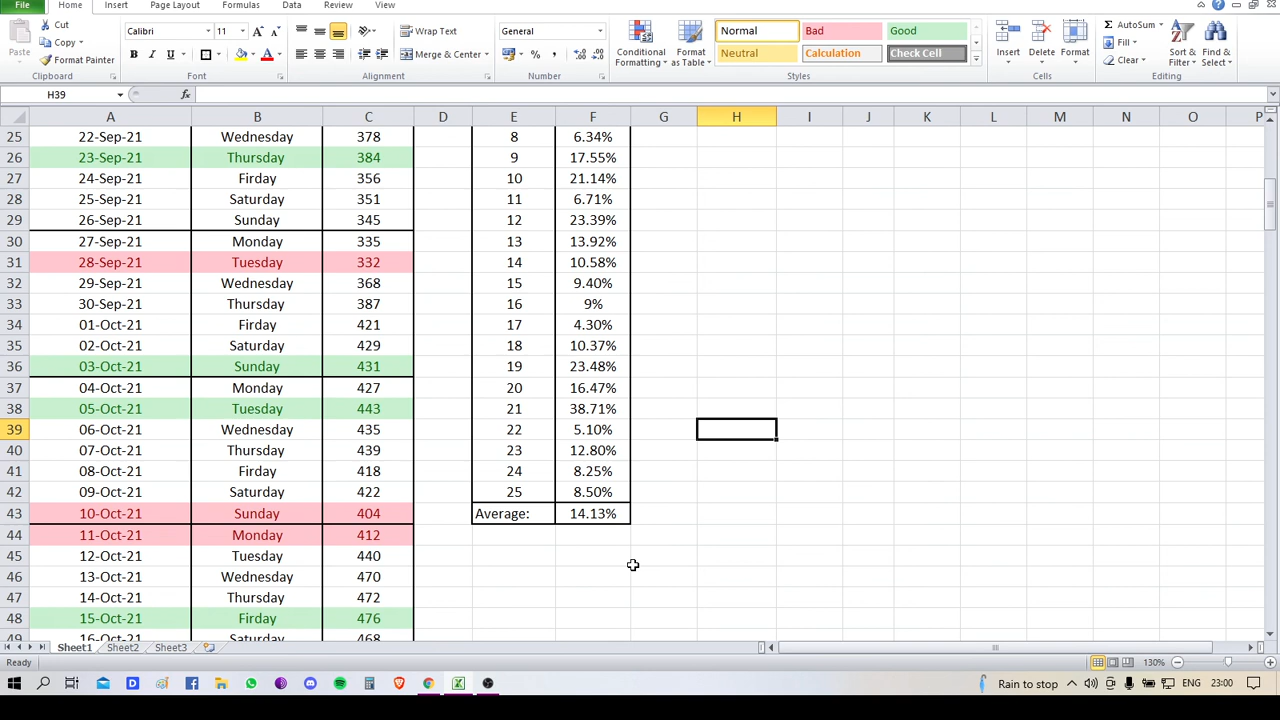 File Home Insert Page Layout Formulas Data Review View
Paste Cut Calibri 11 Wrap Text General Conditional Formatting Format as Table Normal Bad Good Insert Delete Format AutoSum Sort & Filter Find & Select
Copy Fill
Format Painter B I U Merge & Center % , Neutral Calculation Check Cell Clear
Clipboard Font Alignment Number Styles Cells Editing
H39 fx
A B C D E F G H I J K L M N O P
25 22-Sep-21 Wednesday 378 8 6.34%
26 23-Sep-21 Thursday 384 9 17.55%
27 24-Sep-21 Firday 356 10 21.14%
28 25-Sep-21 Saturday 351 11 6.71%
29 26-Sep-21 Sunday 345 12 23.39%
30 27-Sep-21 Monday 335 13 13.92%
31 28-Sep-21 Tuesday 332 14 10.58%
32 29-Sep-21 Wednesday 368 15 9.40%
33 30-Sep-21 Thursday 387 16 9%
34 01-Oct-21 Firday 421 17 4.30%
35 02-Oct-21 Saturday 429 18 10.37%
36 03-Oct-21 Sunday 431 19 23.48%
37 04-Oct-21 Monday 427 20 16.47%
38 05-Oct-21 Tuesday 443 21 38.71%
39 06-Oct-21 Wednesday 435 22 5.10%
40 07-Oct-21 Thursday 439 23 12.80%
41 08-Oct-21 Firday 418 24 8.25%
42 09-Oct-21 Saturday 422 25 8.50%
43 10-Oct-21 Sunday 404 Average: 14.13%
44 11-Oct-21 Monday 412
45 12-Oct-21 Tuesday 440
46 13-Oct-21 Wednesday 470
47 14-Oct-21 Thursday 472
48 15-Oct-21 Firday 476
49 16-Oct-21 Saturday 468
Sheet1 Sheet2 Sheet3
Ready 130%
Rain to stop ENG 23:00